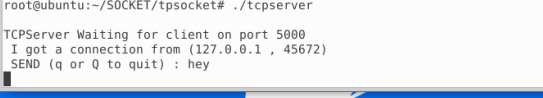 root@ubuntu:~/SOCKET/tpsocket# ./tcpserver
TCPServer Waiting for client on port 5000
I got a connection from (127.0.0.1 , 45672)
SEND (q or Q to quit) : hey